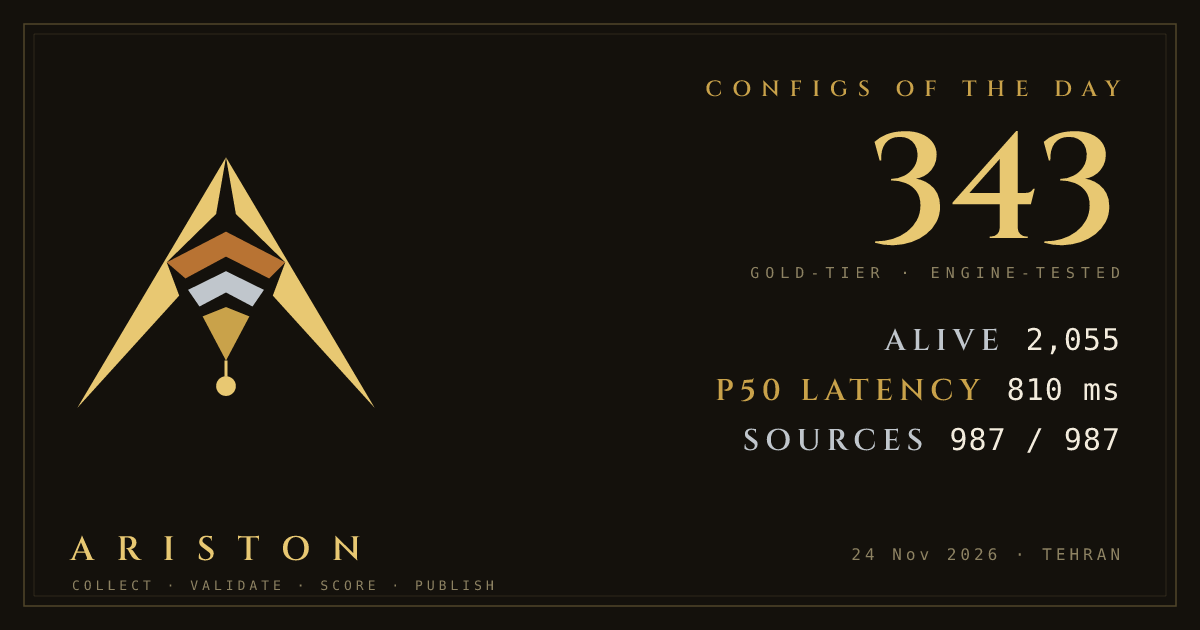 CONFIGS OF THE DAY
343
GOLD-TIER · ENGINE-TESTED
ALIVE 2,055
P50 LATENCY 810 ms
SOURCES 987 / 987
ARISTON
COLLECT · VALIDATE · SCORE · PUBLISH
24 Nov 2026 · TEHRAN